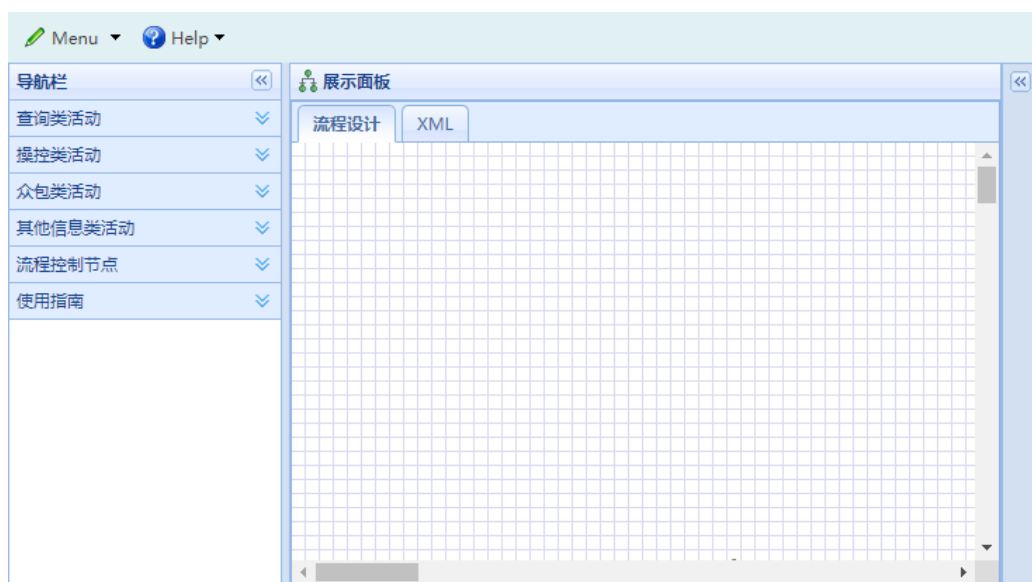 Menu Help
导航栏
查询类活动
操控类活动
众包类活动
其他信息类活动
流程控制节点
使用指南
展示面板
流程设计 XML